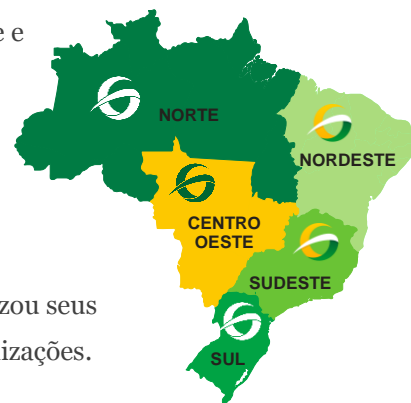 e e
NORTE
NORDESTE
CENTRO
OESTE
SUDESTE
zou seus
izações.
SUL